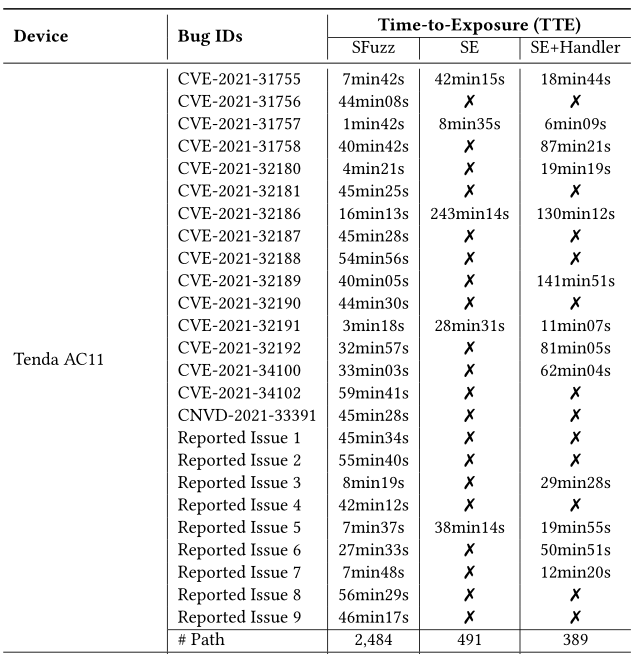 Device Bug IDs Time-to-Exposure (TTE)
SFuzz SE SE+Handler
CVE-2021-31755 7min42s 42min15s 18min44s
CVE-2021-31756 44min08s ✗ ✗
CVE-2021-31757 1min42s 8min35s 6min09s
CVE-2021-31758 40min42s ✗ 87min21s
CVE-2021-32180 4min21s ✗ 19min19s
CVE-2021-32181 45min25s ✗ ✗
CVE-2021-32186 16min13s 243min14s 130min12s
CVE-2021-32187 45min28s ✗ ✗
CVE-2021-32188 54min56s ✗ ✗
CVE-2021-32189 40min05s ✗ 141min51s
CVE-2021-32190 44min30s ✗ ✗
CVE-2021-32191 3min18s 28min31s 11min07s
CVE-2021-32192 32min57s ✗ 81min05s
Tenda AC11
CVE-2021-34100 33min03s ✗ 62min04s
CVE-2021-34102 59min41s ✗ ✗
CNVD-2021-33391 45min28s ✗ ✗
Reported Issue 1 45min34s ✗ ✗
Reported Issue 2 55min40s ✗ ✗
Reported Issue 3 8min19s ✗ 29min28s
Reported Issue 4 42min12s ✗ ✗
Reported Issue 5 7min37s 38min14s 19min55s
Reported Issue 6 27min33s ✗ 50min51s
Reported Issue 7 7min48s ✗ 12min20s
Reported Issue 8 56min29s ✗ ✗
Reported Issue 9 46min17s ✗ ✗
# Path 2,484 491 389